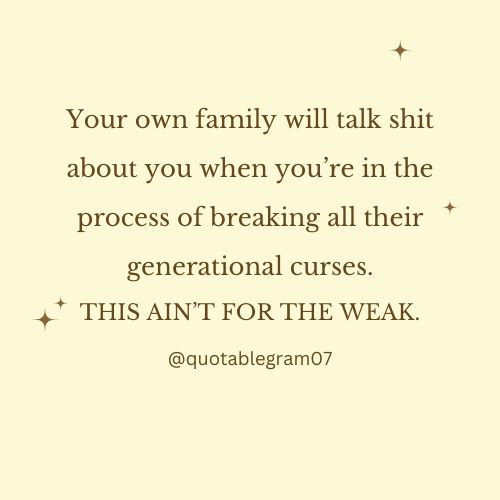 Your own family will talk shit
about you when you’re in the
process of breaking all their
generational curses.
THIS AIN’T FOR THE WEAK.
@quotablegram07